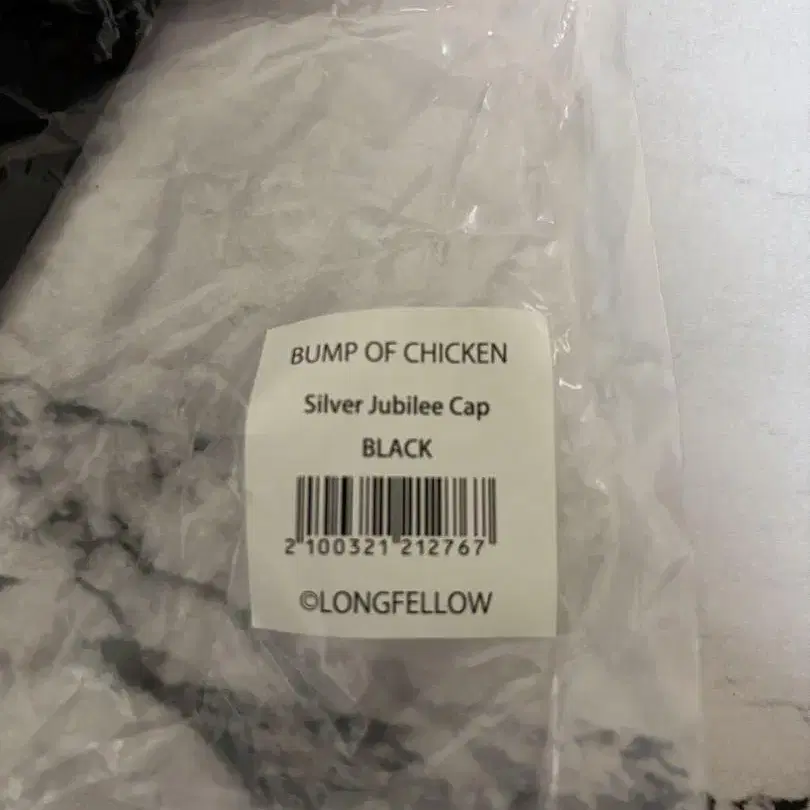 BUMP OF CHICKEN
Silver Jubilee Cap
BLACK
2 100321 212767
©LONGFELLOW